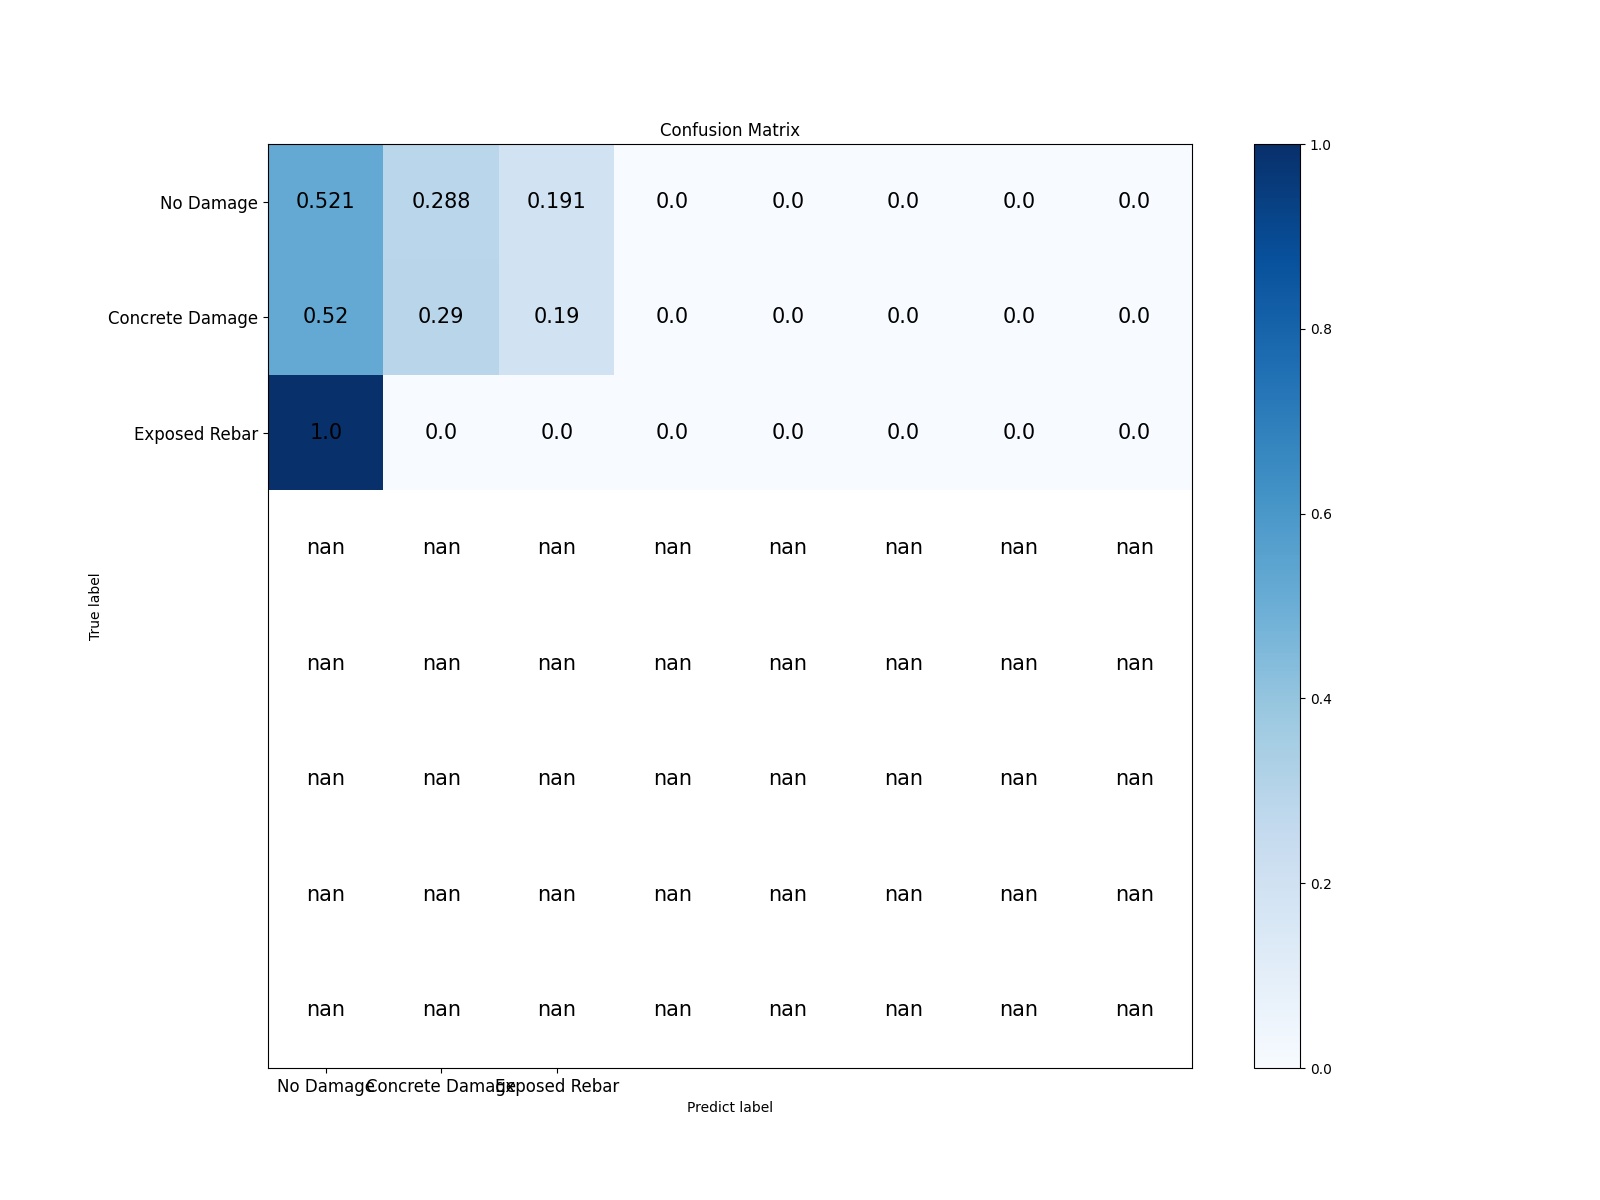 Confusion Matrix
No Damage 0.521 0.288 0.191 0.0 0.0 0.0 0.0 0.0
Concrete Damage 0.52 0.29 0.19 0.0 0.0 0.0 0.0 0.0
Exposed Rebar 1.0 0.0 0.0 0.0 0.0 0.0 0.0 0.0
nan nan nan nan nan nan nan nan
nan nan nan nan nan nan nan nan
nan nan nan nan nan nan nan nan
nan nan nan nan nan nan nan nan
nan nan nan nan nan nan nan nan
True label
No Damage Concrete Damage Exposed Rebar
Predict label
1.0
0.8
0.6
0.4
0.2
0.0